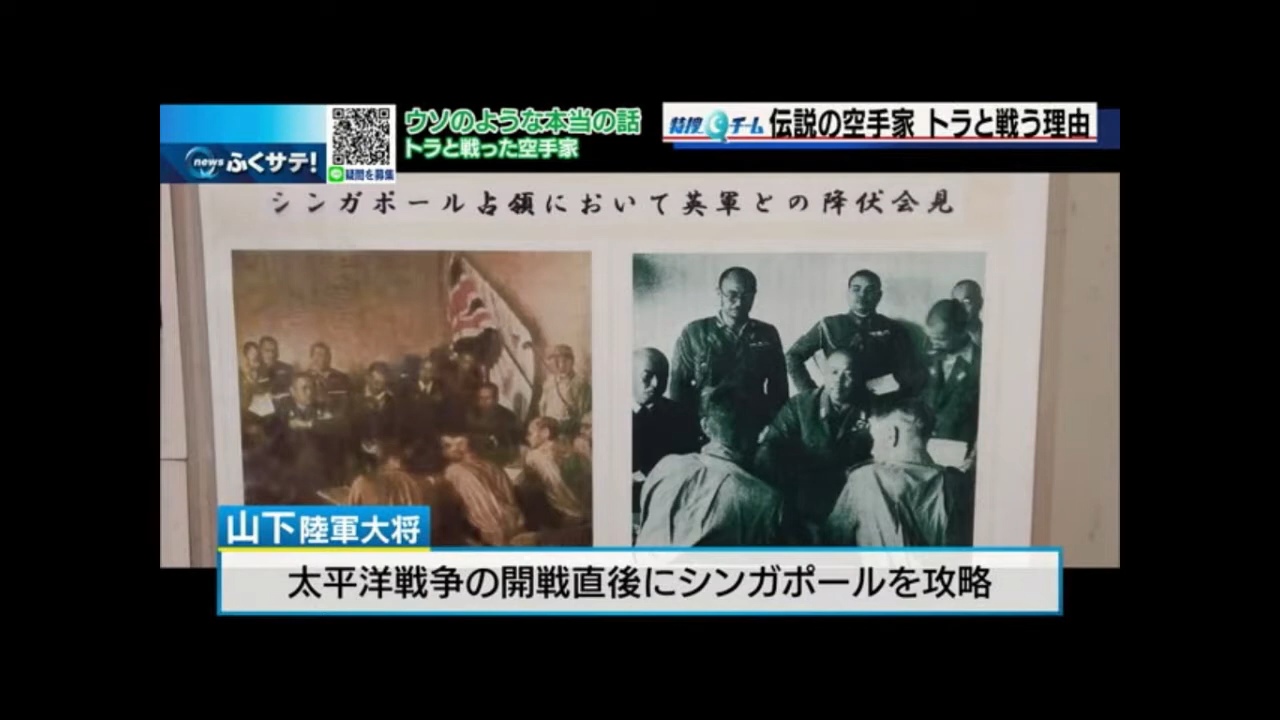 news ふくサテ!
疑問を募集
ウソのような本当の話
トラと戦った空手家
特捜 チーム 伝説の空手家 トラと戦う理由
シンガポール占領において英軍との降伏会見
山下陸軍大将
太平洋戦争の開戦直後にシンガポールを攻略